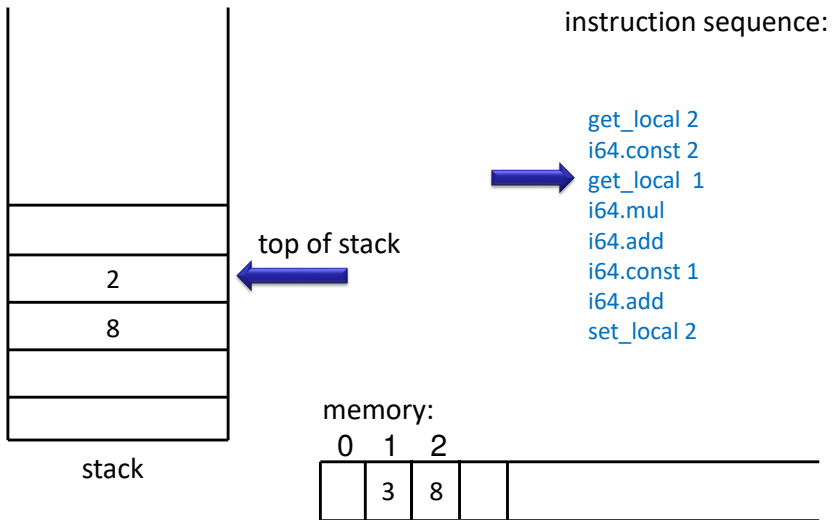 instruction sequence:
get_local 2
i64.const 2
get_local  1
i64.mul
i64.add
i64.const 1
i64.add
set_local 2
top of stack
2
8
stack
memory:
0 1 2
3 8